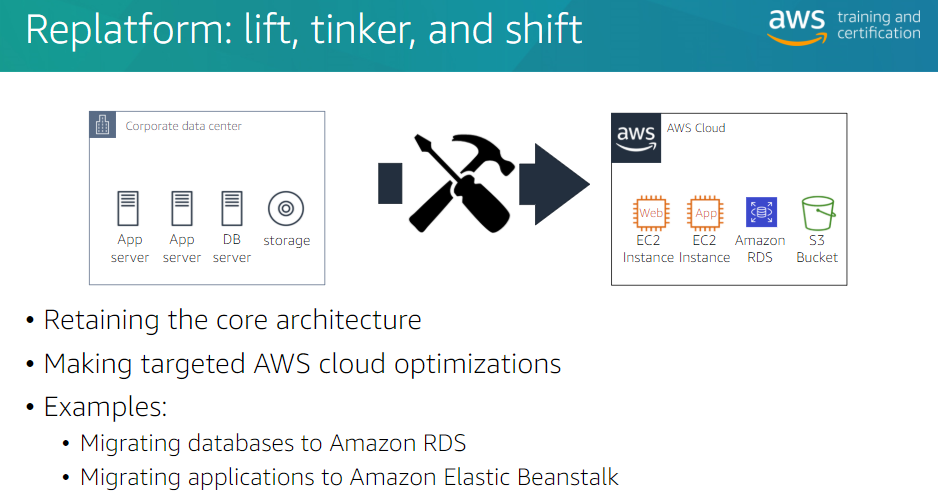 Replatform: lift, tinker, and shift
aws training and
certification
Corporate data center
App
server
App
server
DB
server
storage
aws
AWS Cloud
Web
EC2
Instance
App
EC2
Instance
Amazon
RDS
S3
Bucket
• Retaining the core architecture
• Making targeted AWS cloud optimizations
• Examples:
• Migrating databases to Amazon RDS
• Migrating applications to Amazon Elastic Beanstalk